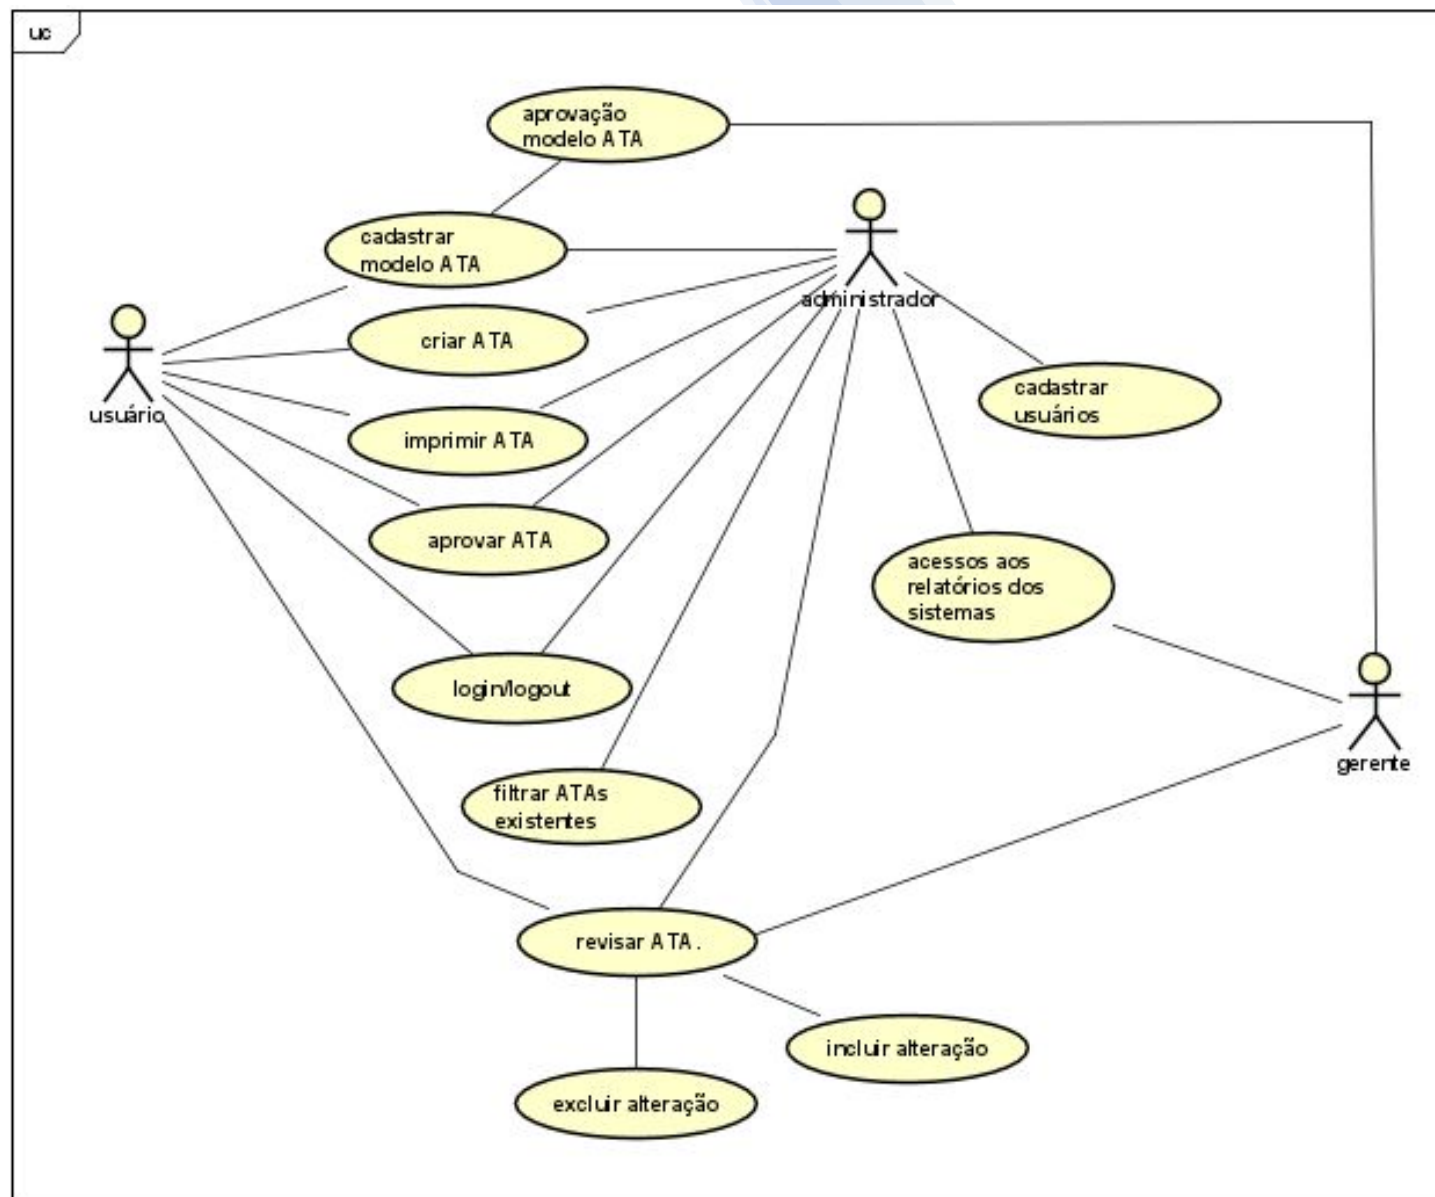 uc
aprovação
modelo ATA
cadastrar
modelo ATA
administrador
criar ATA
usuário
cadastrar
usuários
imprimir ATA
aprovar ATA
acessos aos
relatórios dos
sistemas
login/logout
gerente
filtrar ATAs
existentes
revisar ATA.
incluir alteração
excluir alteração